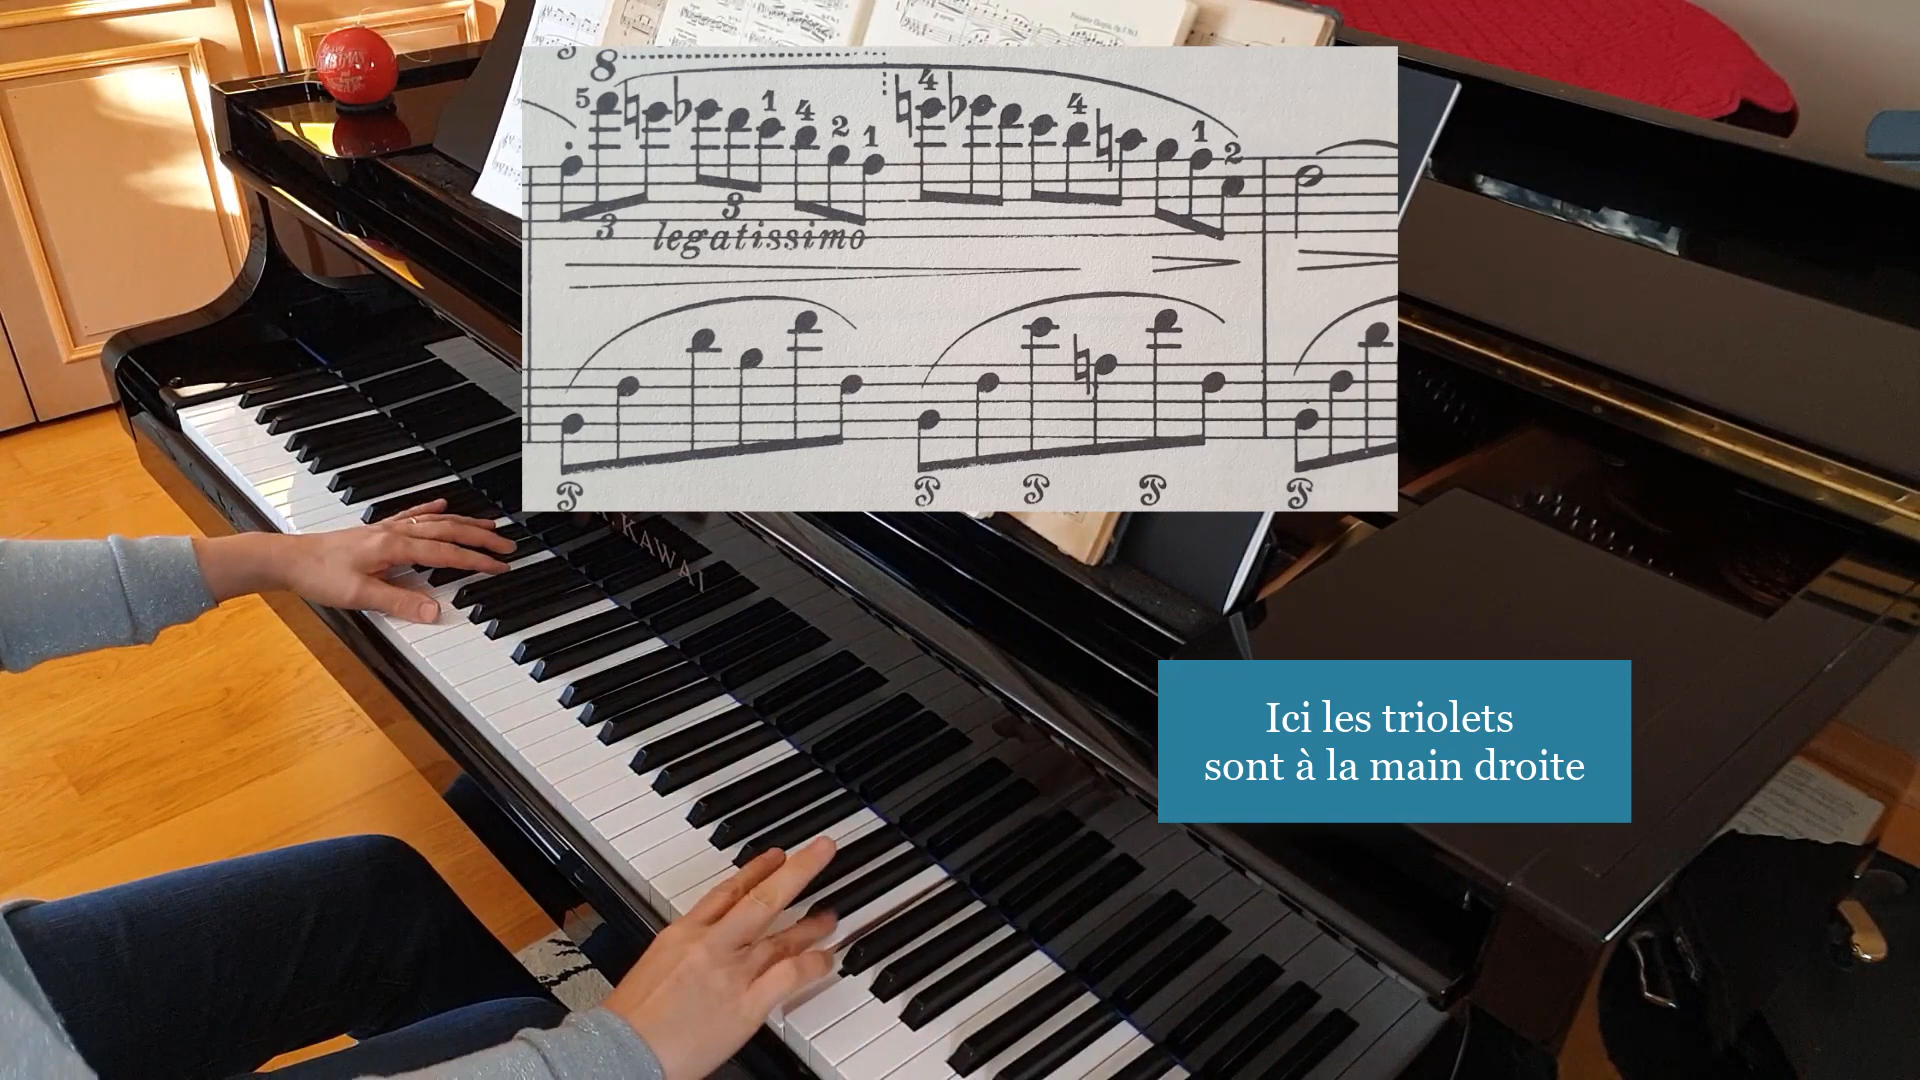 8
5 1 4 2 1 4 4 1 2
3 3
legatissimo
K.KAWAI
Ici les triolets
sont à la main droite